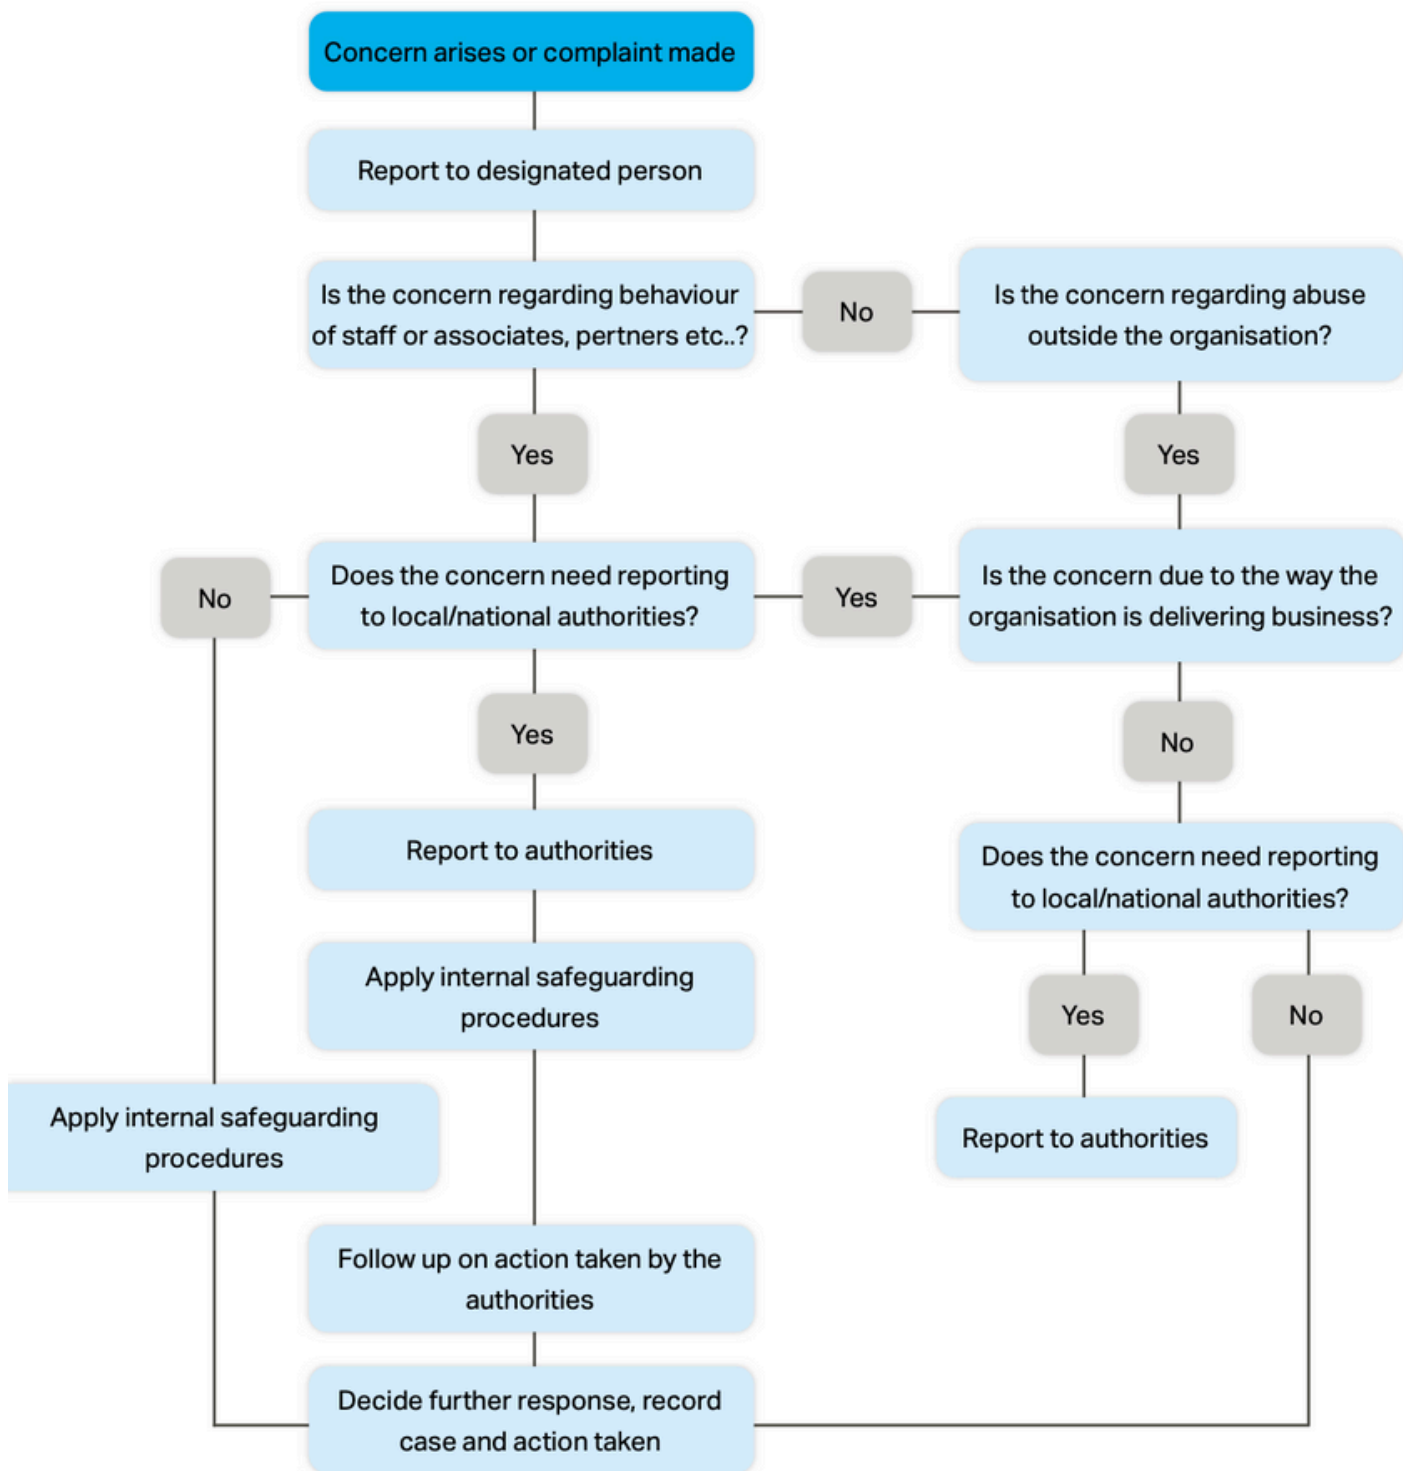 Concern arises or complaint made
Report to designated person
Is the concern regarding behaviour
of staff or associates, pertners etc..?
No
Is the concern regarding abuse
outside the organisation?
Yes
Yes
No
Does the concern need reporting
to local/national authorities?
Yes
Is the concern due to the way the
organisation is delivering business?
Yes
No
Report to authorities
Does the concern need reporting
to local/national authorities?
Apply internal safeguarding
procedures
Yes
No
Apply internal safeguarding
procedures
Report to authorities
Follow up on action taken by the
authorities
Decide further response, record
case and action taken